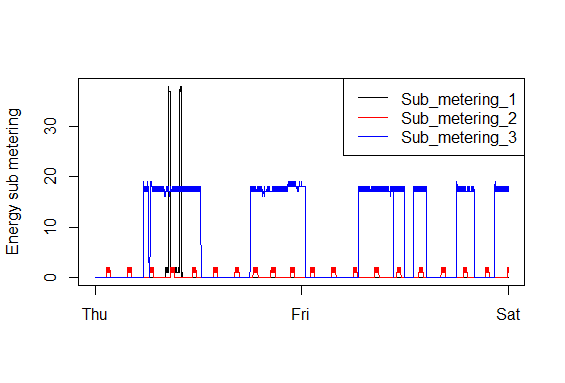 Sub_metering_1
Sub_metering_2
Sub_metering_3
Energy sub metering
30
20
10
0
Thu
Fri
Sat